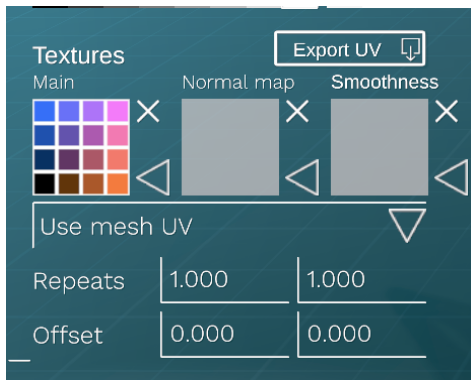 Textures
Export UV
Main
Normal map
Smoothness
Use mesh UV
Repeats 1.000 1.000
Offset 0.000 0.000